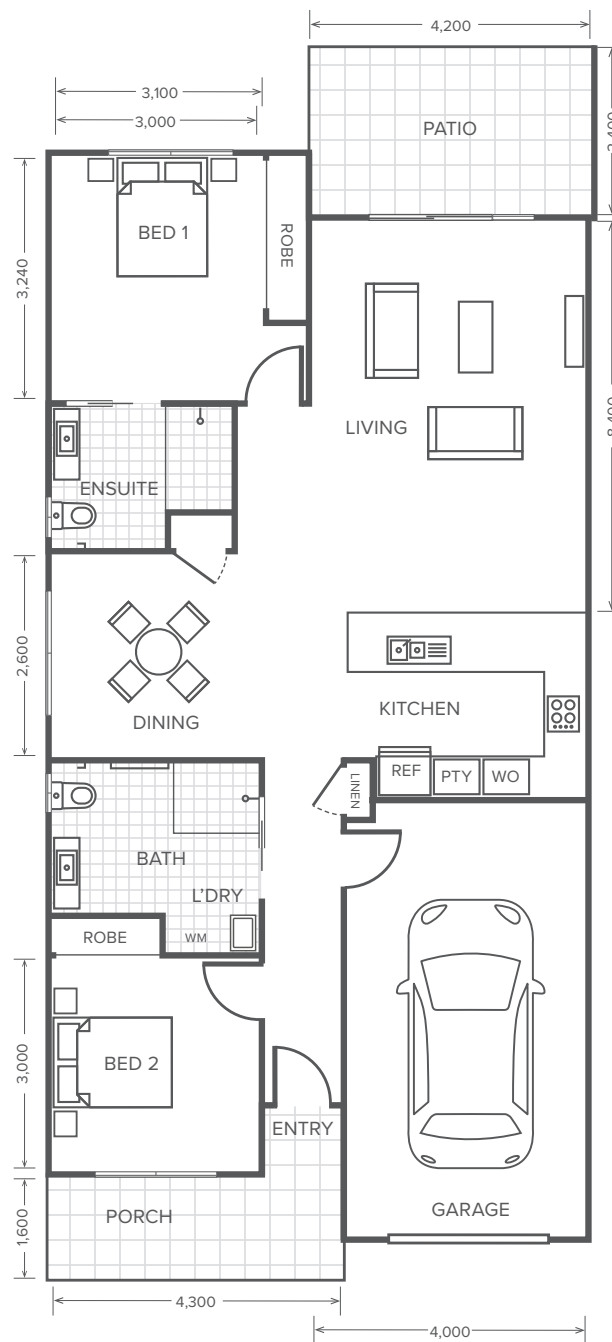 4,200
3,100
3,000
PATIO
2,400
BED 1
ROBE
3,240
LIVING
8,400
ENSUITE
2,600
DINING
KITCHEN
REF
PTY
WO
LINEN
BATH
L'DRY
ROBE
WM
3,000
BED 2
ENTRY
PORCH
GARAGE
1,600
4,300
4,000